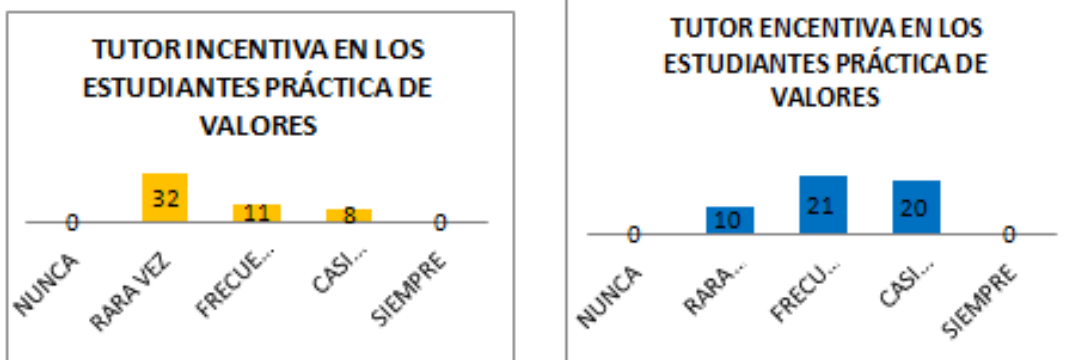 TUTOR INCENTIVA EN LOS
ESTUDIANTES PRÁCTICA DE
VALORES
0
32
11
8
0
NUNCA
RARA VEZ
FRECUE...
CASI...
SIEMPRE
TUTOR ENCENTIVA EN LOS
ESTUDIANTES PRÁCTICA DE
VALORES
0
10
21
20
0
NUNCA
RARA...
FRECU...
CASI...
SIEMPRE